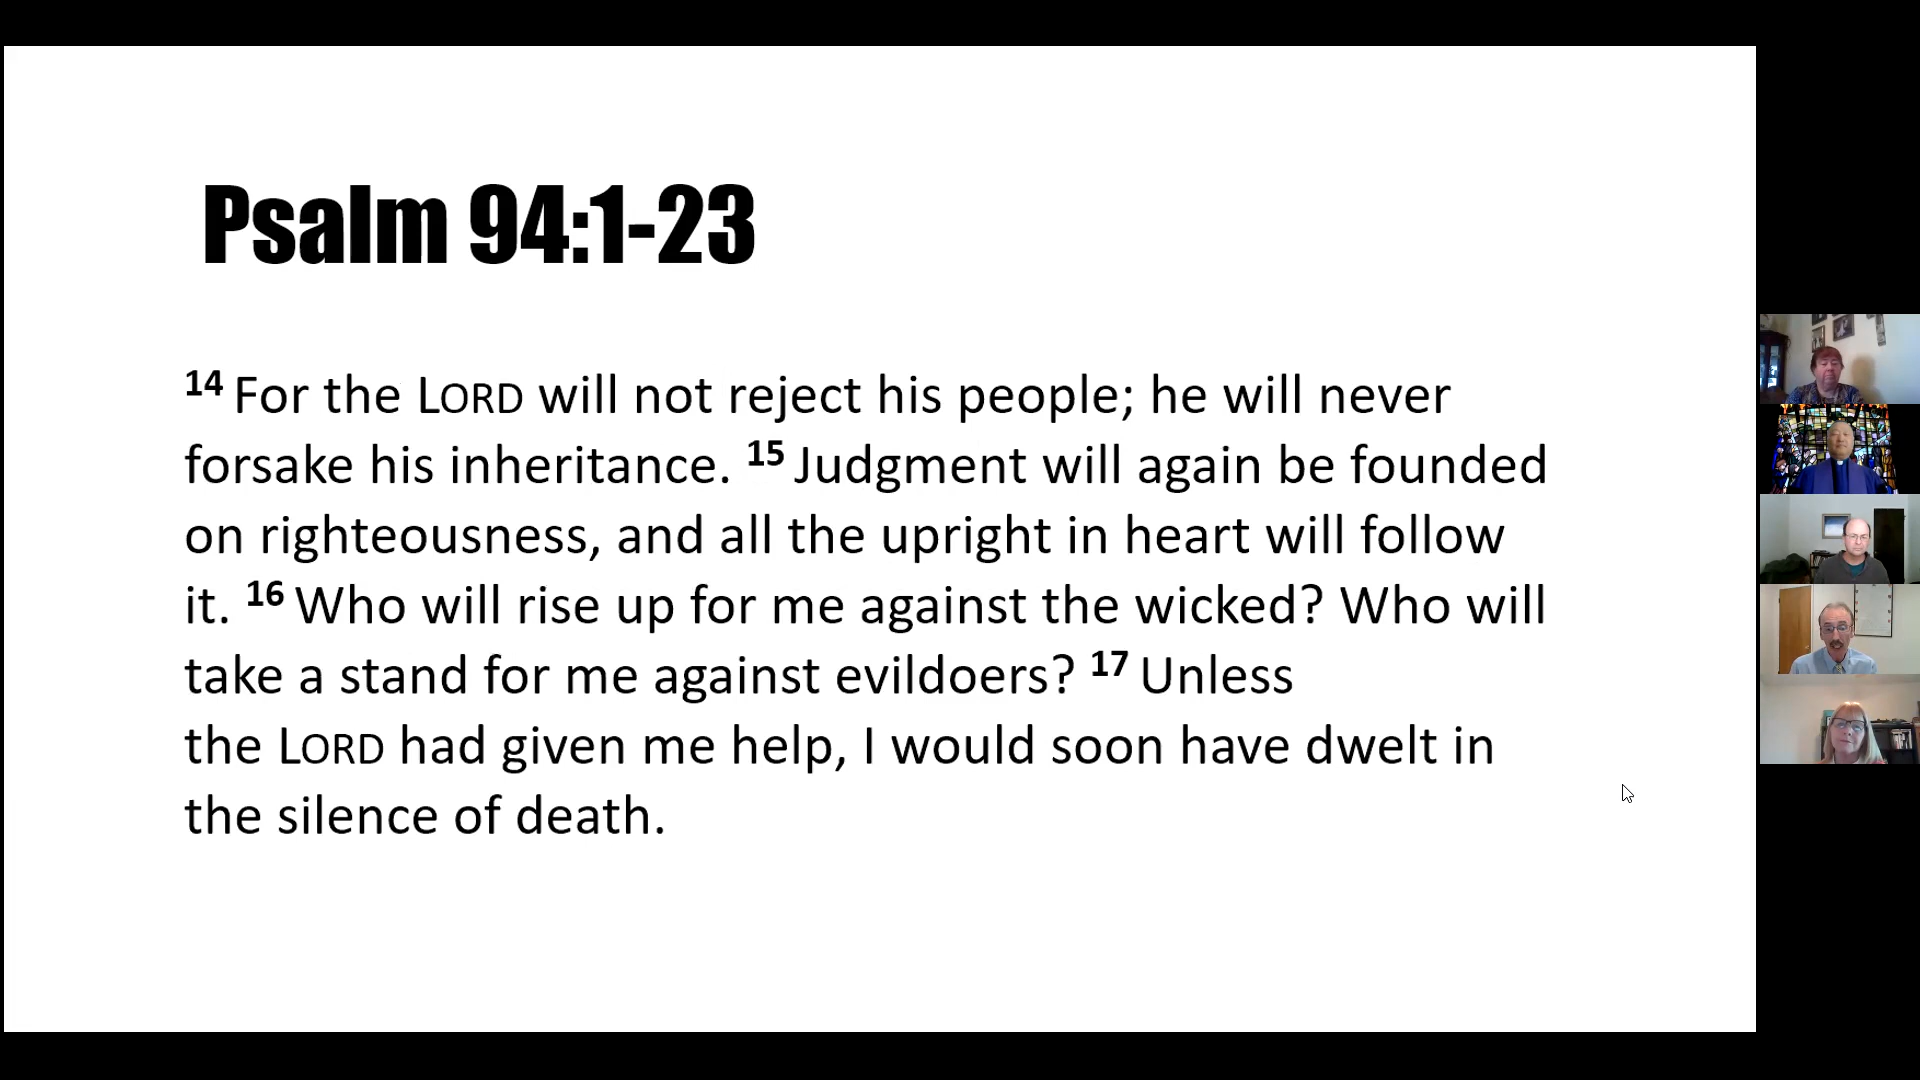 Psalm 94:1-23
14 For the LORD will not reject his people; he will never
forsake his inheritance. 15 Judgment will again be founded
on righteousness, and all the upright in heart will follow
it. 16 Who will rise up for me against the wicked? Who will
take a stand for me against evildoers? 17 Unless
the LORD had given me help, I would soon have dwelt in
the silence of death.